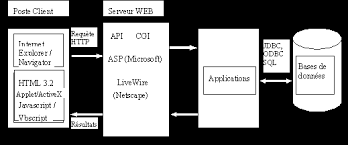 Poste Client
Serveur WEB
Requête
HTTP
Internet
Explorer /
Navigator
HTML 3.2
Applet/ActiveX
Javascript /
Vbscript
Résultats
API CGI
ASP (Microsoft)
LiveWire
(Netscape)
Applications
JDBC,
ODBC
SQL
Bases de
données